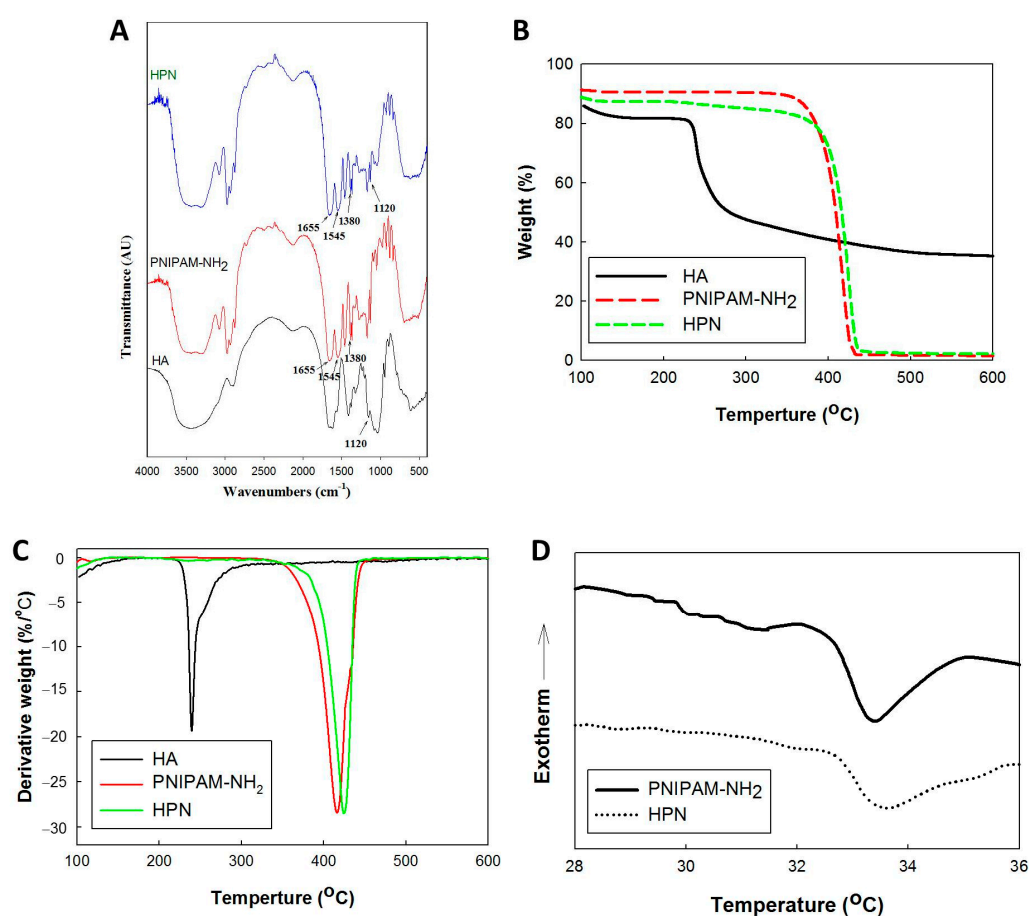 A
HPN
PNIPAM-NH2
HA
1655
1545
1380
1120
1655
1545
1380
1120
Transmittance (AU)
4000 3500 3000 2500 2000 1500 1000 400
Wavenumbers (cm-1)
B
100
80
60
40
20
0
Weight (%)
HA
PNIPAM-NH2
HPN
100 200 300 400 500 600
Temperture (OC)
C
0
−5
−10
−15
−20
−25
−30
Derivative weight (%/OC)
HA
PNIPAM-NH2
HPN
100 200 300 400 500 600
Temperture (OC)
D
Exotherm
PNIPAM-NH2
HPN
28 30 32 34 36
Temperature (OC)